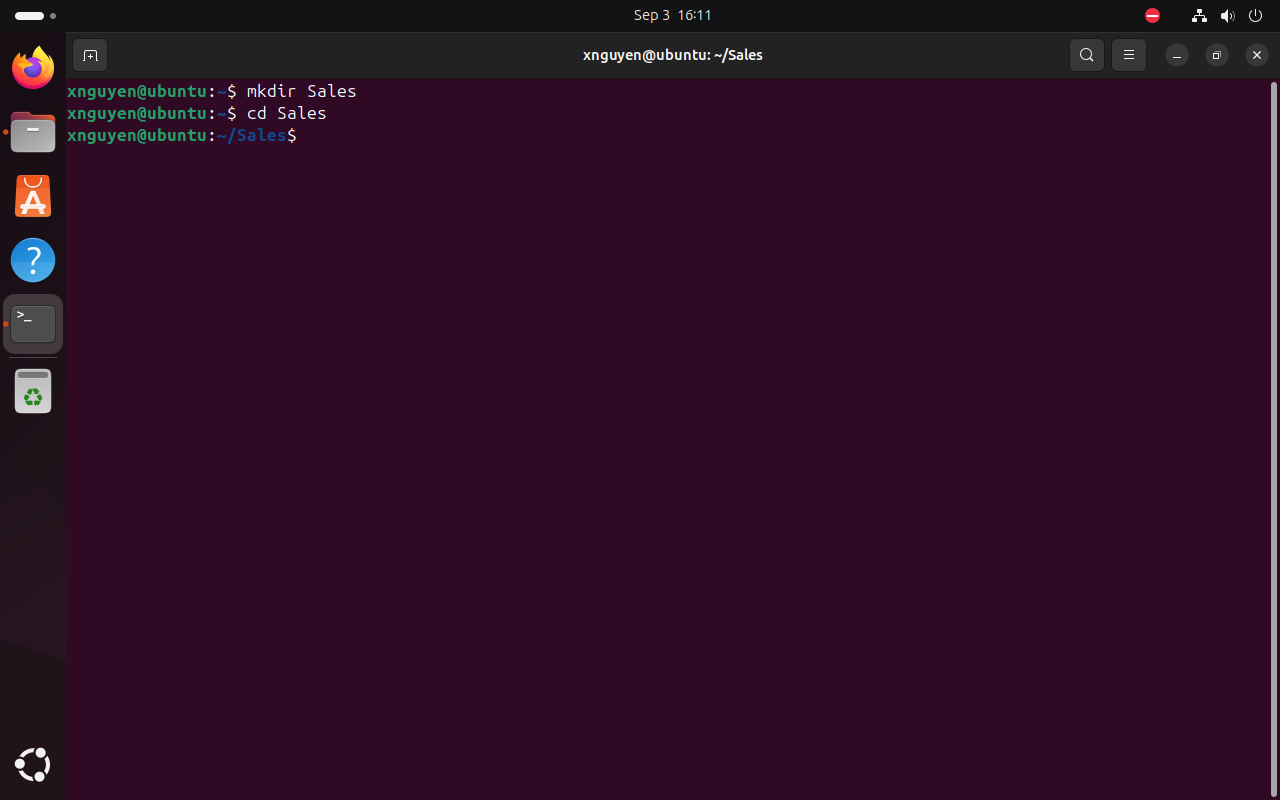 Sep 3 16:11
xnguyen@ubuntu: ~/Sales
xnguyen@ubuntu:~$ mkdir Sales
xnguyen@ubuntu:~$ cd Sales
xnguyen@ubuntu:~/Sales$